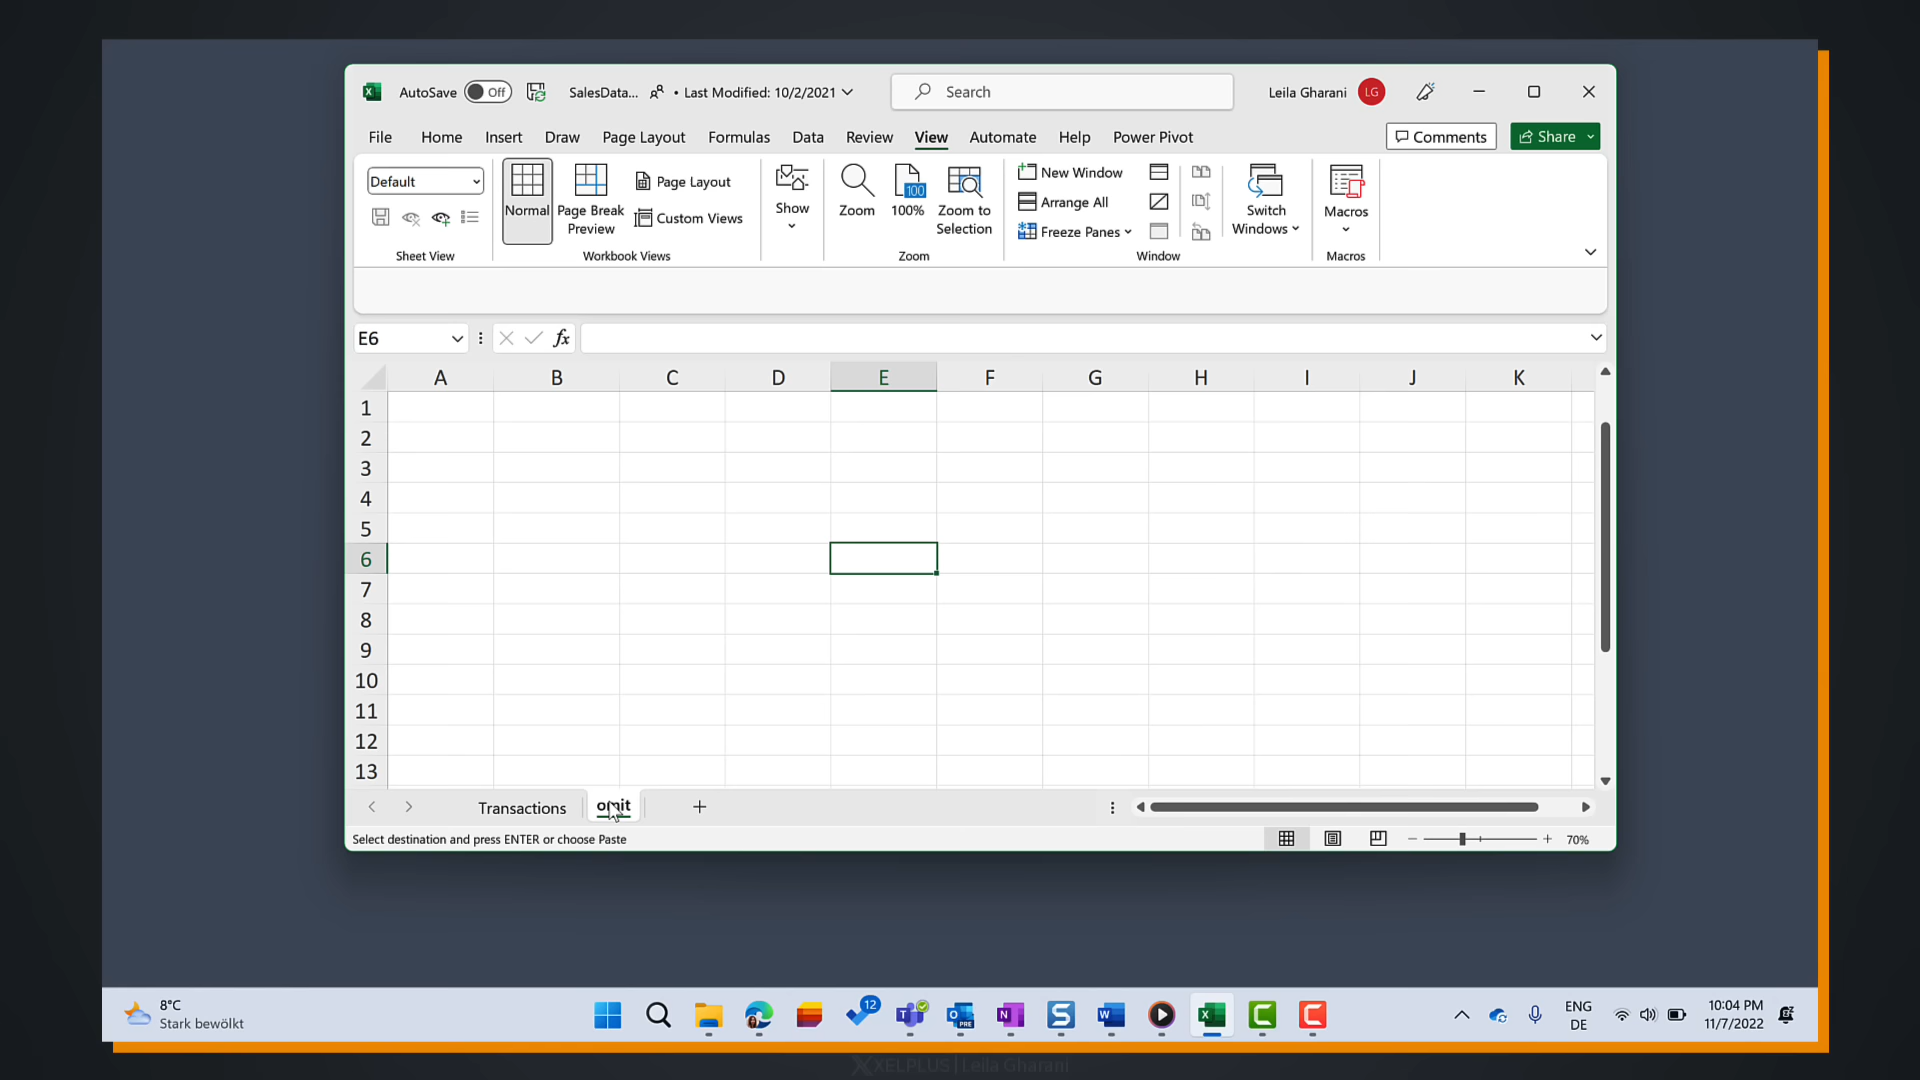 AutoSave Off SalesData... • Last Modified: 10/2/2021 Search Leila Gharani LG
File Home Insert Draw Page Layout Formulas Data Review View Automate Help Power Pivot Comments Share
Default
Normal
Page Break
Preview
Page Layout
Custom Views
Show
Zoom
100
100%
Zoom to
Selection
New Window
Arrange All
Freeze Panes
Switch
Windows
Macros
Sheet View Workbook Views Zoom Window Macros
E6 fx
A B C D E F G H I J K
1
2
3
4
5
6
7
8
9
10
11
12
13
Transactions omit
Select destination and press ENTER or choose Paste 70%
8°C
Stark bewölkt
12
PRE
ENG
DE
10:04 PM
11/7/2022
XELPLUS | Leila Gharani